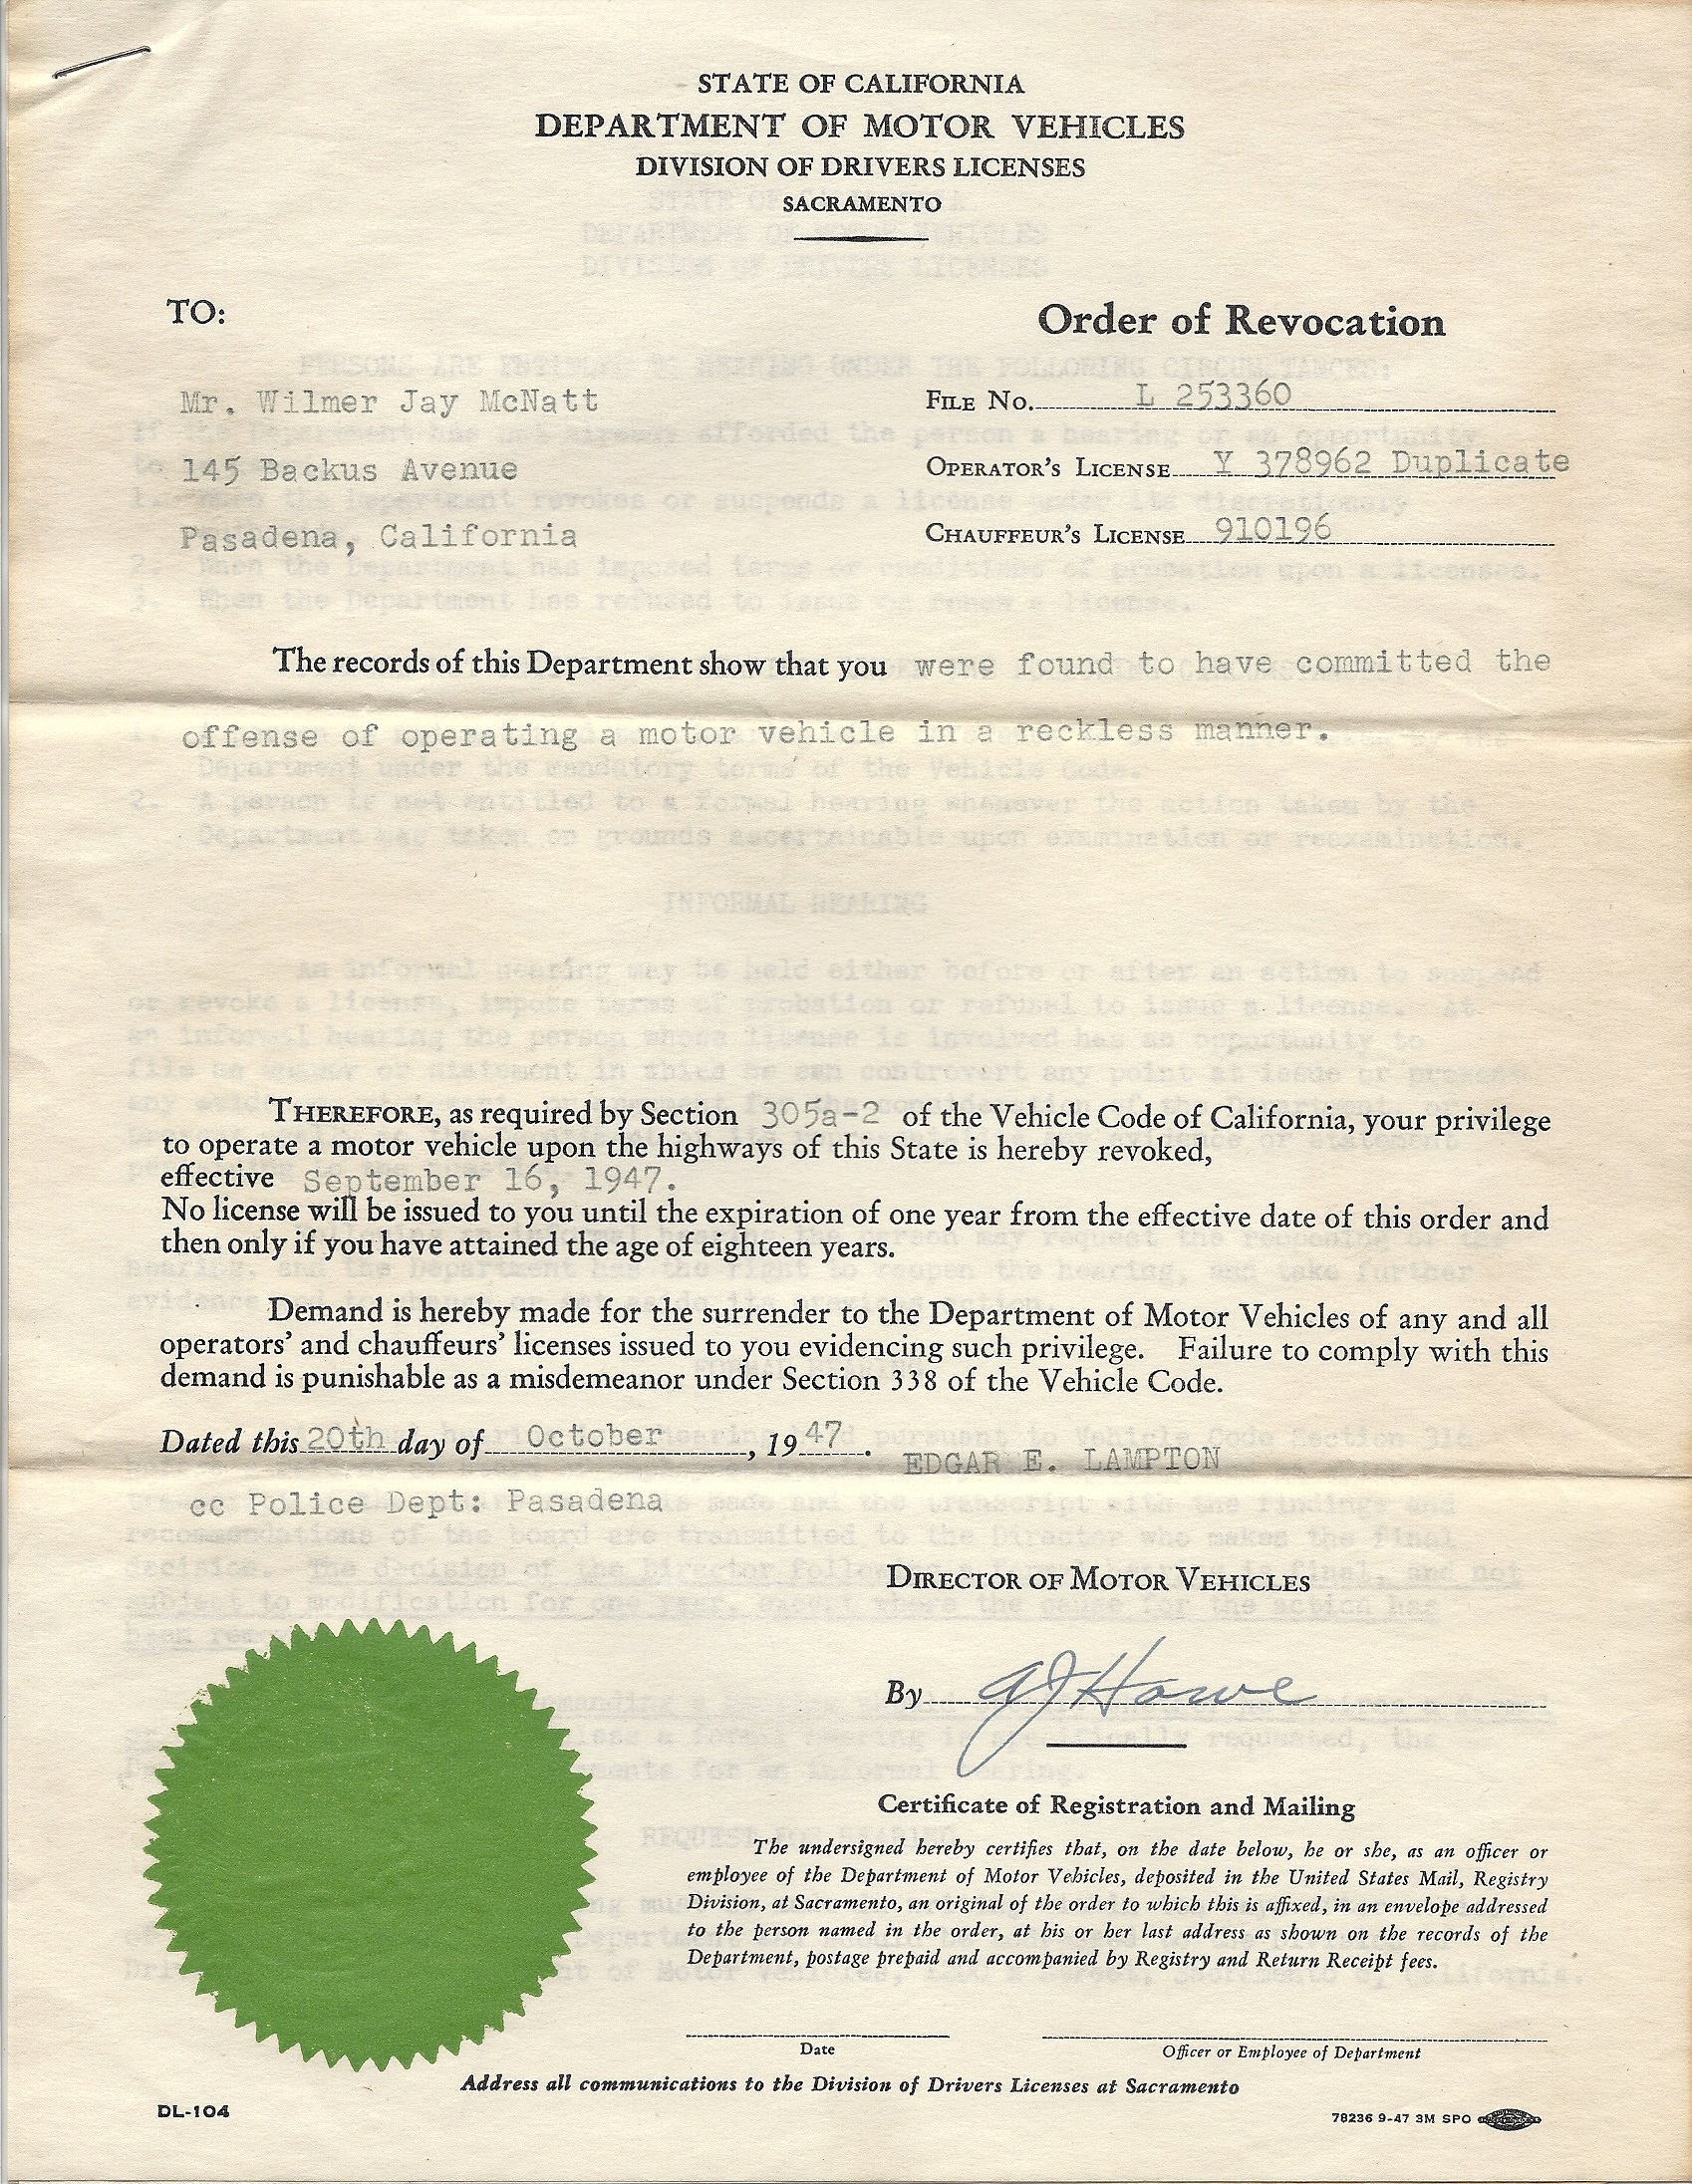 STATE OF CALIFORNIA
DEPARTMENT OF MOTOR VEHICLES
DIVISION OF DRIVERS LICENSES
SACRAMENTO
TO:
Order of Revocation
Mr. Wilmer Jay McNatt
FILE No. L 253360
145 Backus Avenue
OPERATOR'S LICENSE Y 378962 Duplicate
Pasadena, California
CHAUFFEUR'S LICENSE 910196
The records of this Department show that you were found to have committed the
offense of operating a motor vehicle in a reckless manner.
THEREFORE, as required by Section 305a-2 of the Vehicle Code of California, your privilege
to operate a motor vehicle upon the highways of this State is hereby revoked,
effective September 16, 1947.
No license will be issued to you until the expiration of one year from the effective date of this order and
then only if you have attained the age of eighteen years.
Demand is hereby made for the surrender to the Department of Motor Vehicles of any and all
operators' and chauffeurs' licenses issued to you evidencing such privilege. Failure to comply with this
demand is punishable as a misdemeanor under Section 338 of the Vehicle Code.
Dated this 20th day of October, 1947.
EDGAR E. LAMPTON
cc Police Dept: Pasadena
DIRECTOR OF MOTOR VEHICLES
By AJ Howe
Certificate of Registration and Mailing
The undersigned hereby certifies that, on the date below, he or she, as an officer or
employee of the Department of Motor Vehicles, deposited in the United States Mail, Registry
Division, at Sacramento, an original of the order to which this is affixed, in an envelope addressed
to the person named in the order, at his or her last address as shown on the records of the
Department, postage prepaid and accompanied by Registry and Return Receipt fees.
Date
Officer or Employee of Department
Address all communications to the Division of Drivers Licenses at Sacramento
DL-104
78236 9-47 3M SPO